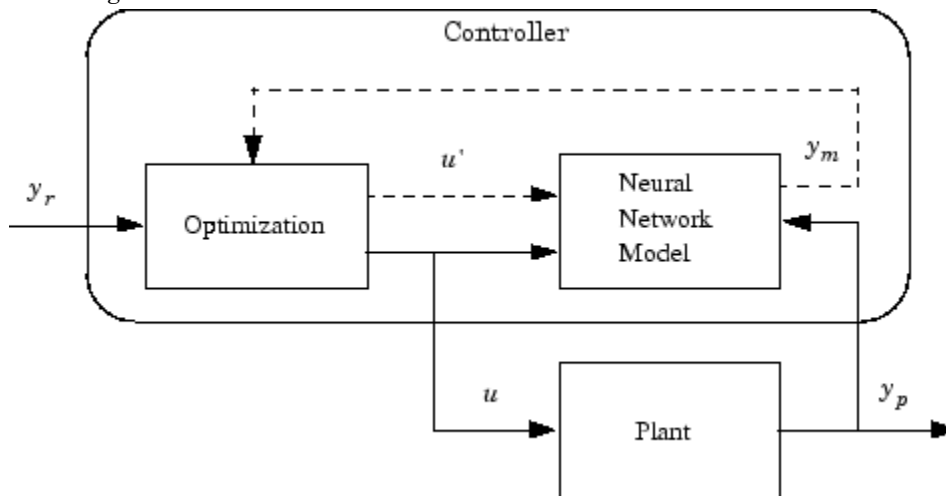 Controller
u'
y_m
y_r
Optimization
Neural
Network
Model
u
y_p
Plant